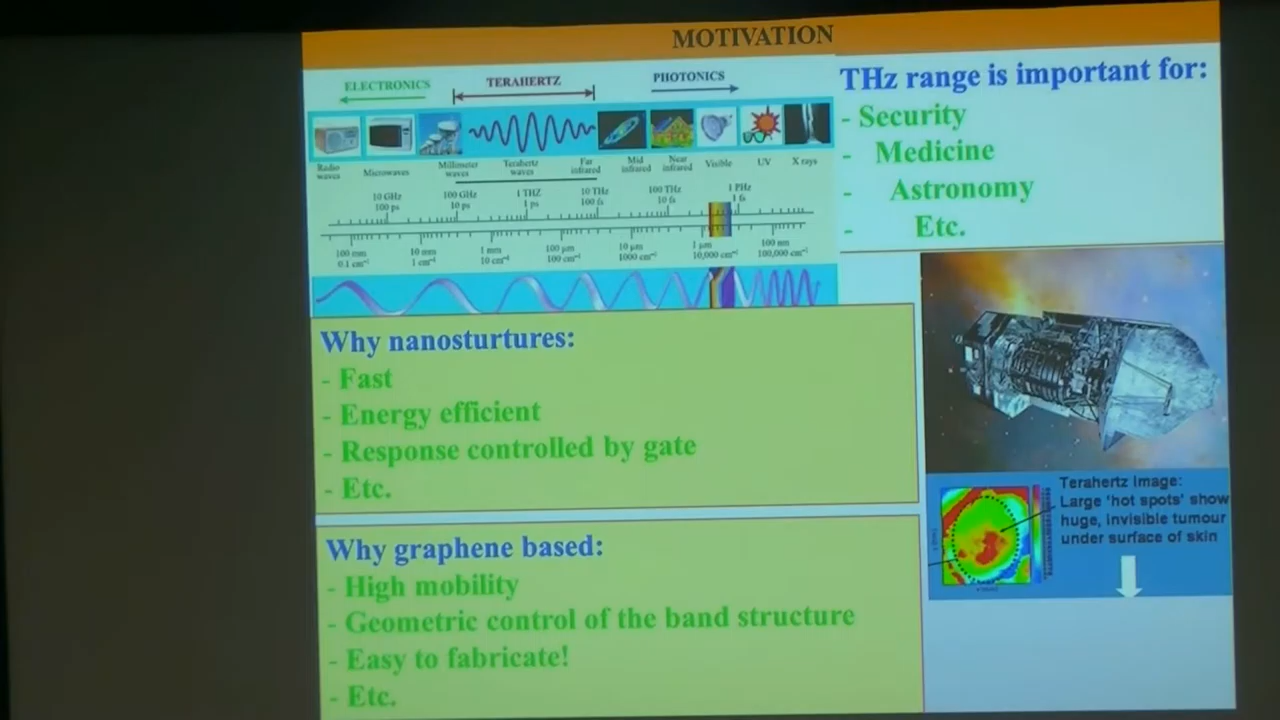 MOTIVATION
ELECTRONICS
TERAHERTZ
PHOTONICS
Radio waves
Microwaves
Millimeter waves
Terahertz waves
Far infrared
Mid infrared
Near infrared
Visible
UV
X rays
10 GHz
100 GHz
1 THZ
10 THz
100 THz
1 PHz
100 ps
10 ps
1 ps
100 fs
10 fs
1 fs
100 mm
10 mm
1 mm
100 μm
10 μm
1 μm
100 nm
0.1 cm⁻¹
1 cm⁻¹
10 cm⁻¹
100 cm⁻¹
1000 cm⁻¹
10,000 cm⁻¹
100,000 cm⁻¹
THz range is important for:
- Security
- Medicine
- Astronomy
- Etc.
Why nanosturtures:
- Fast
- Energy efficient
- Response controlled by gate
- Etc.
Why graphene based:
- High mobility
- Geometric control of the band structure
- Easy to fabricate!
- Etc.
Terahertz image:
Large 'hot spots' show
huge, invisible tumour
under surface of skin